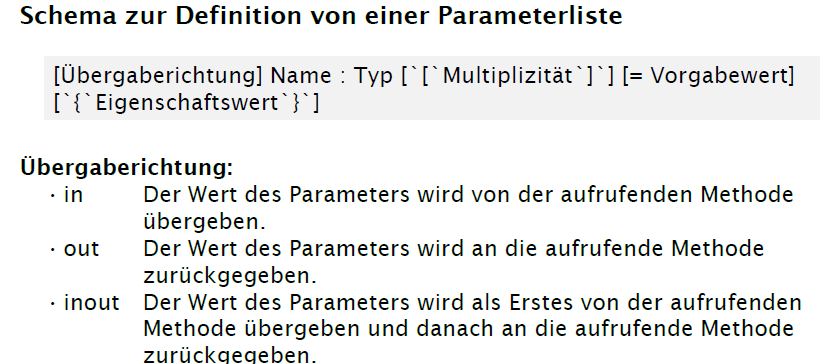 Schema zur Definition von einer Parameterliste
[Übergaberichtung] Name : Typ [`[`Multiplizität`]`] [= Vorgabewert]
[`{`Eigenschaftswert`}`]
Übergaberichtung:
· in Der Wert des Parameters wird von der aufrufenden Methode
übergeben.
· out Der Wert des Parameters wird an die aufrufende Methode
zurückgegeben.
· inout Der Wert des Parameters wird als Erstes von der aufrufenden
Methode übergeben und danach an die aufrufende Methode
zurückgegeben.